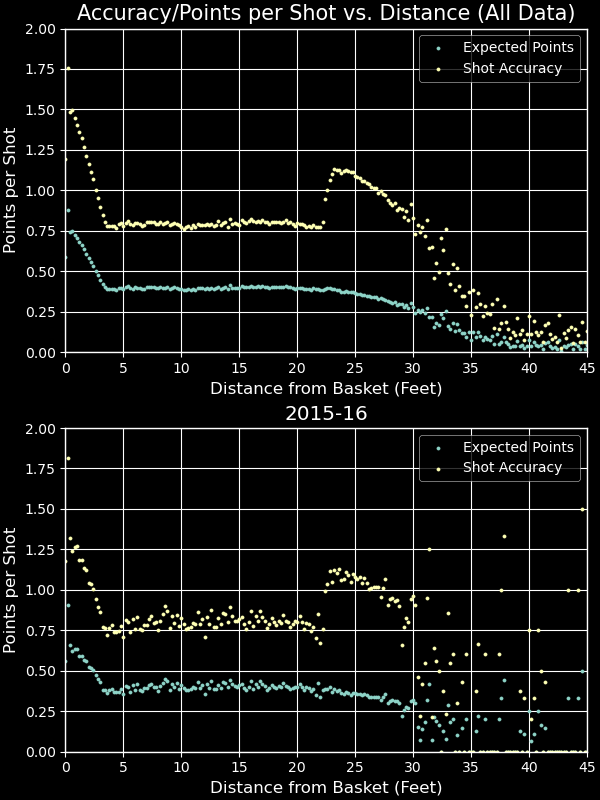 Accuracy/Points per Shot vs. Distance (All Data)
2.00
1.75
1.50
1.25
1.00
0.75
0.50
0.25
0.00
Points per Shot
Expected Points
Shot Accuracy
0 5 10 15 20 25 30 35 40 45
Distance from Basket (Feet)
2015-16
2.00
1.75
1.50
1.25
1.00
0.75
0.50
0.25
0.00
Points per Shot
Expected Points
Shot Accuracy
0 5 10 15 20 25 30 35 40 45
Distance from Basket (Feet)